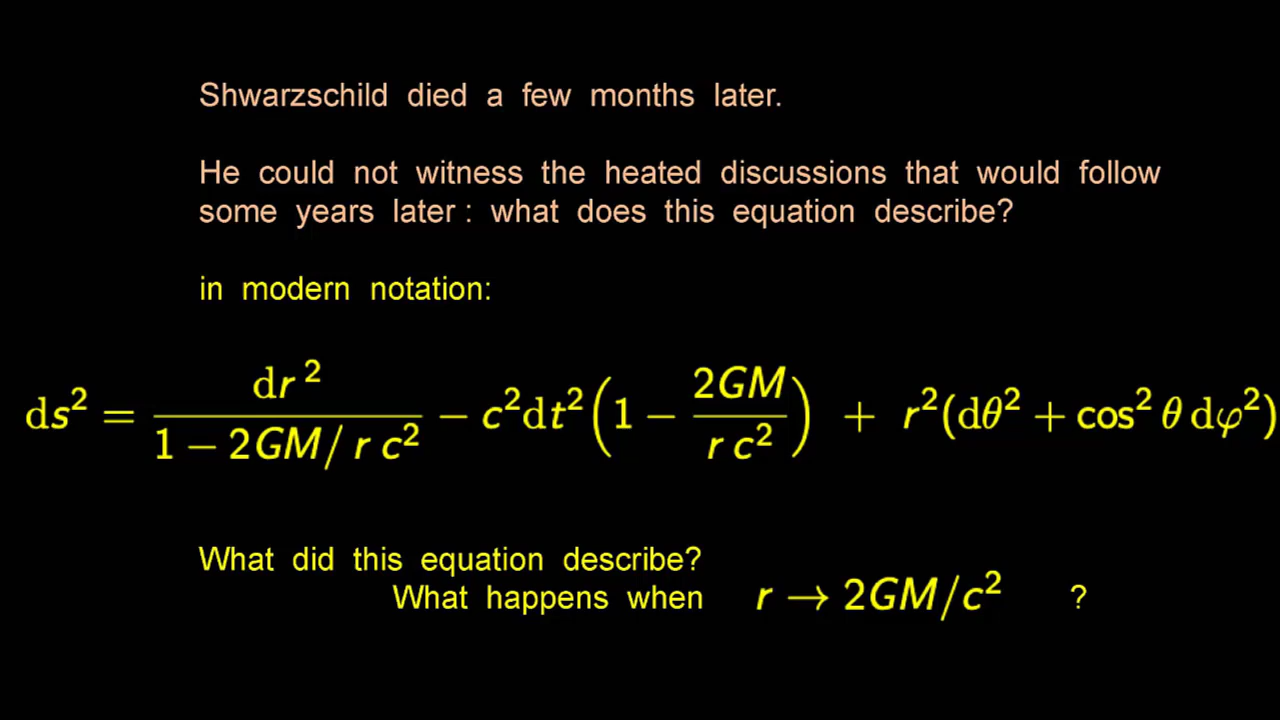 Shwarzschild died a few months later.
He could not witness the heated discussions that would follow
some years later : what does this equation describe?
in modern notation:
ds² = dr²/(1 − 2GM/ r c²) − c²dt²(1 − 2GM/(r c²)) + r²(dθ² + cos² θ dφ²)
What did this equation describe?
What happens when r → 2GM/c² ?